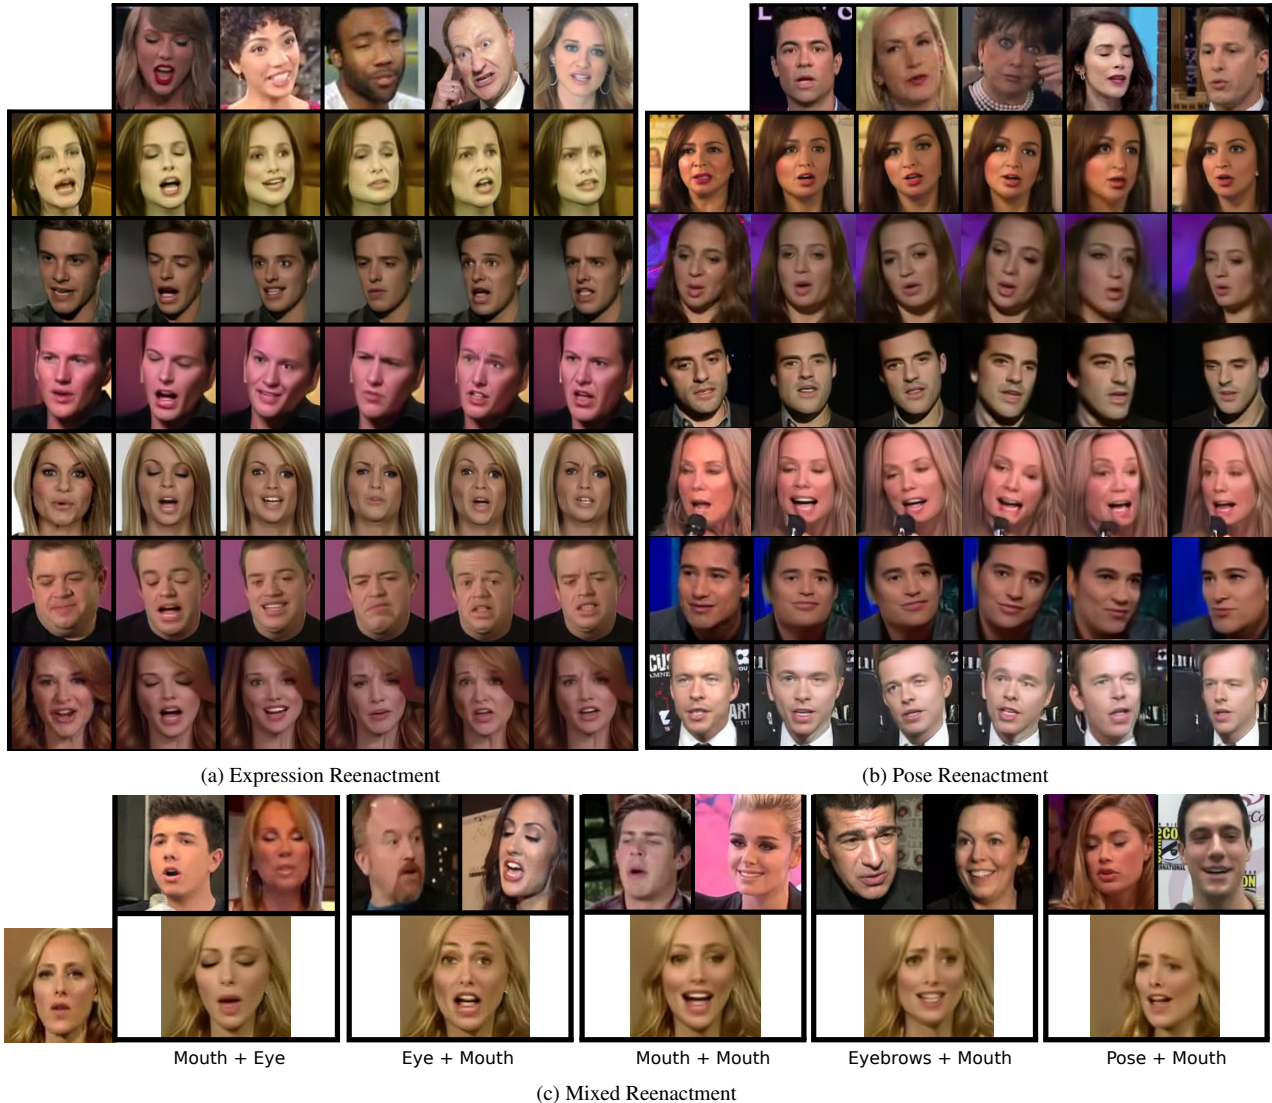 (a) Expression Reenactment
(b) Pose Reenactment
Mouth + Eye
Eye + Mouth
Mouth + Mouth
Eyebrows + Mouth
Pose + Mouth
(c) Mixed Reenactment